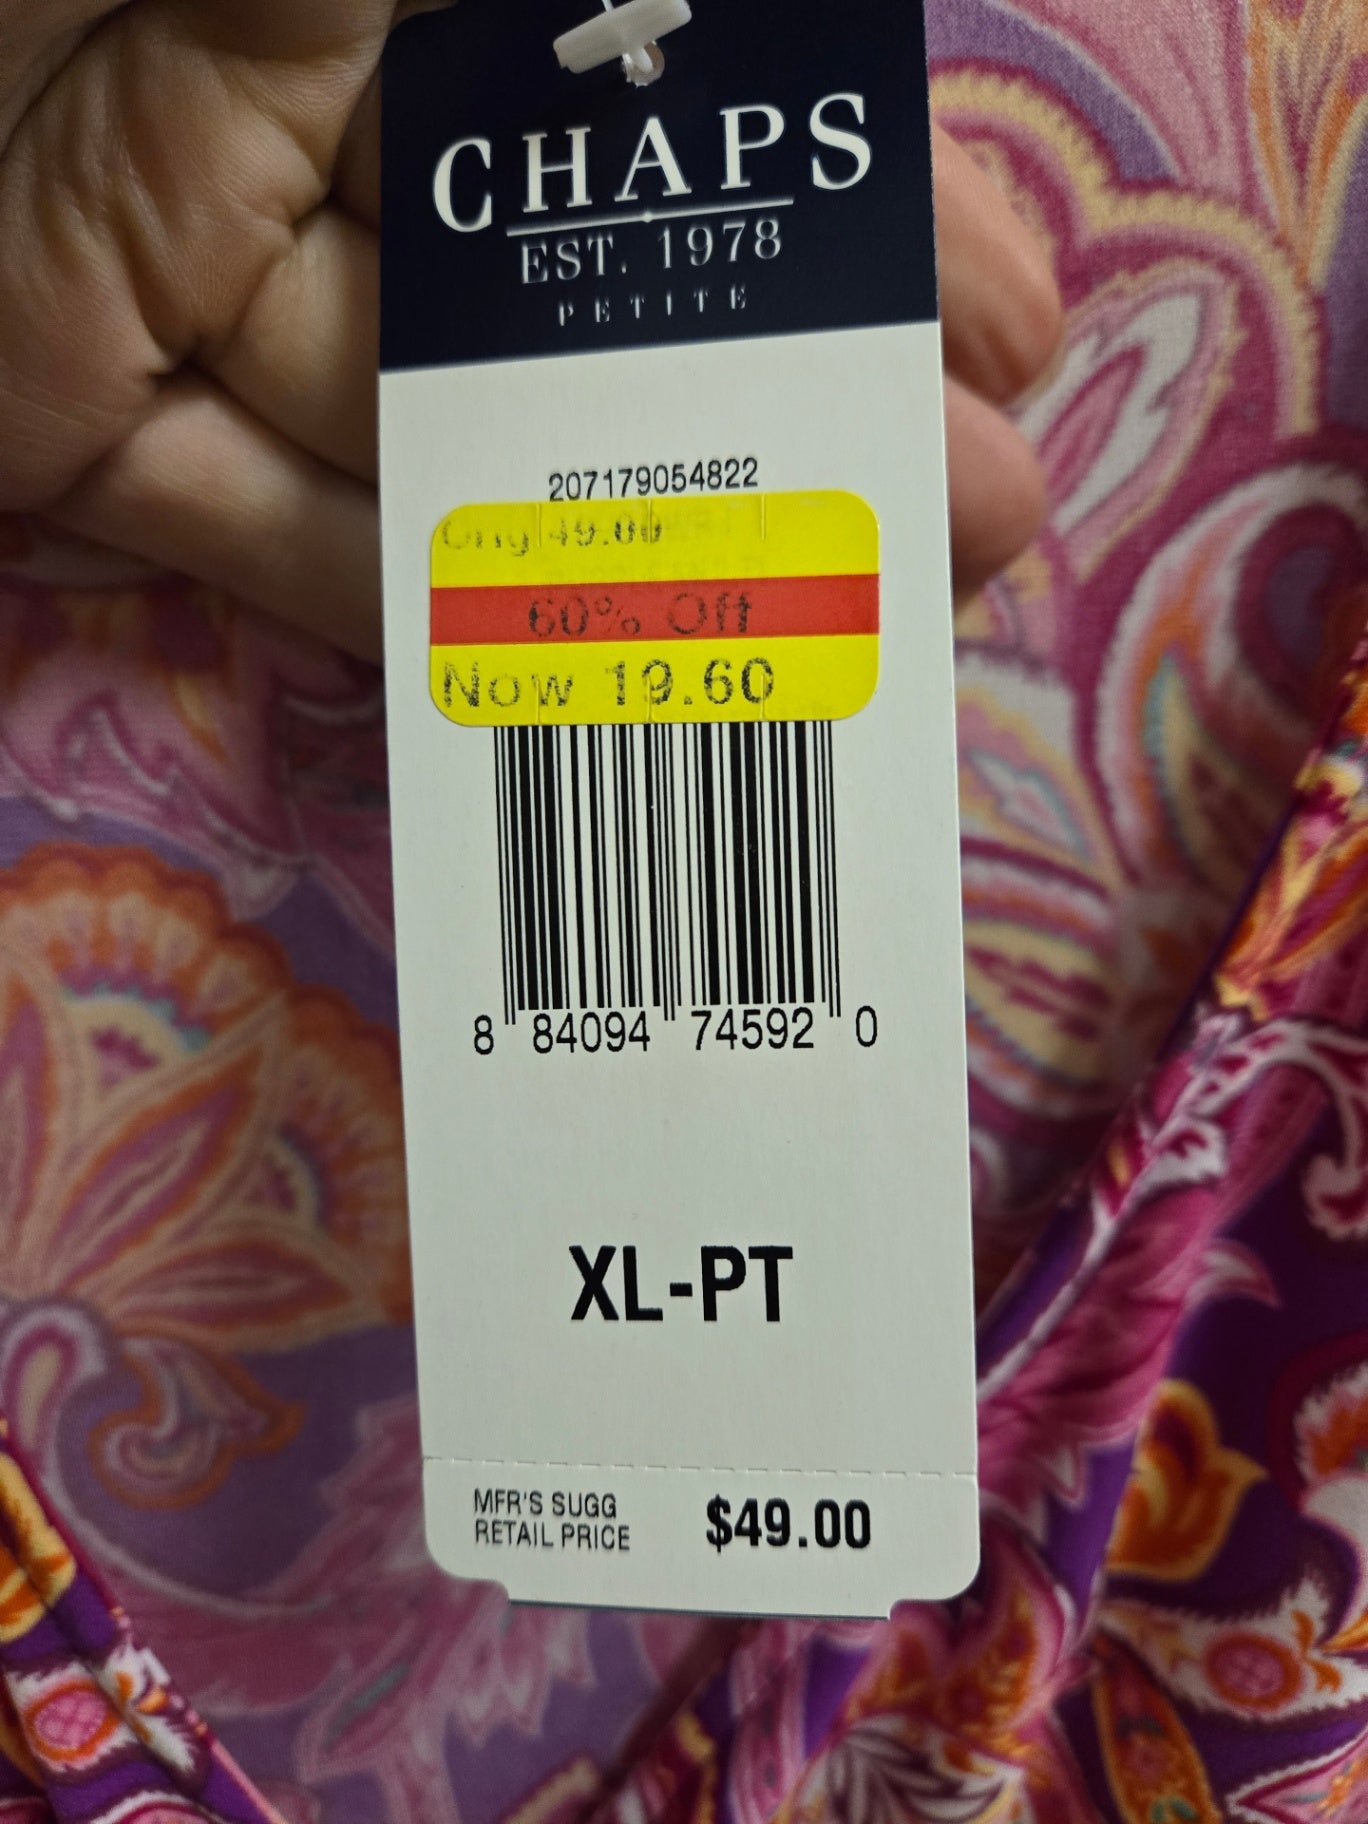 CHAPS
EST. 1978
PETITE
207179054822
Orig 49.00
60% Off
Now 19.60
8 84094 74592 0
XL-PT
MFR'S SUGG
RETAIL PRICE $49.00